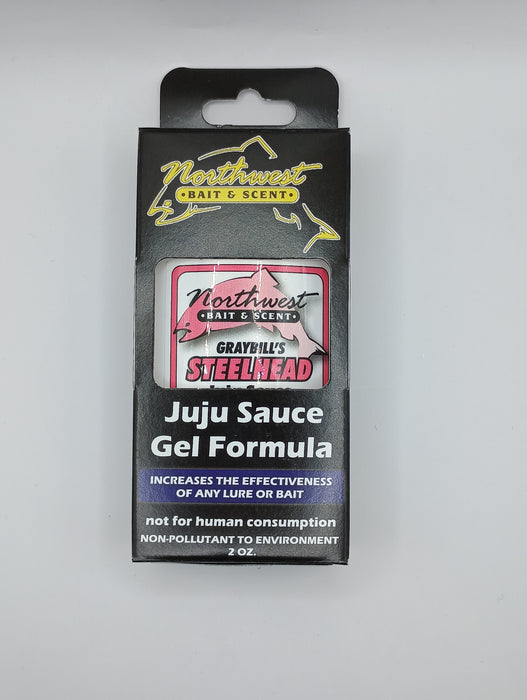 Northwest
• BAIT & SCENT •
Northwest
• BAIT & SCENT •
GRAYBILL'S
STEELHEAD
Juju Sauce
Gel Formula
INCREASES THE EFFECTIVENESS
OF ANY LURE OR BAIT
not for human consumption
NON-POLLUTANT TO ENVIRONMENT
2 OZ.